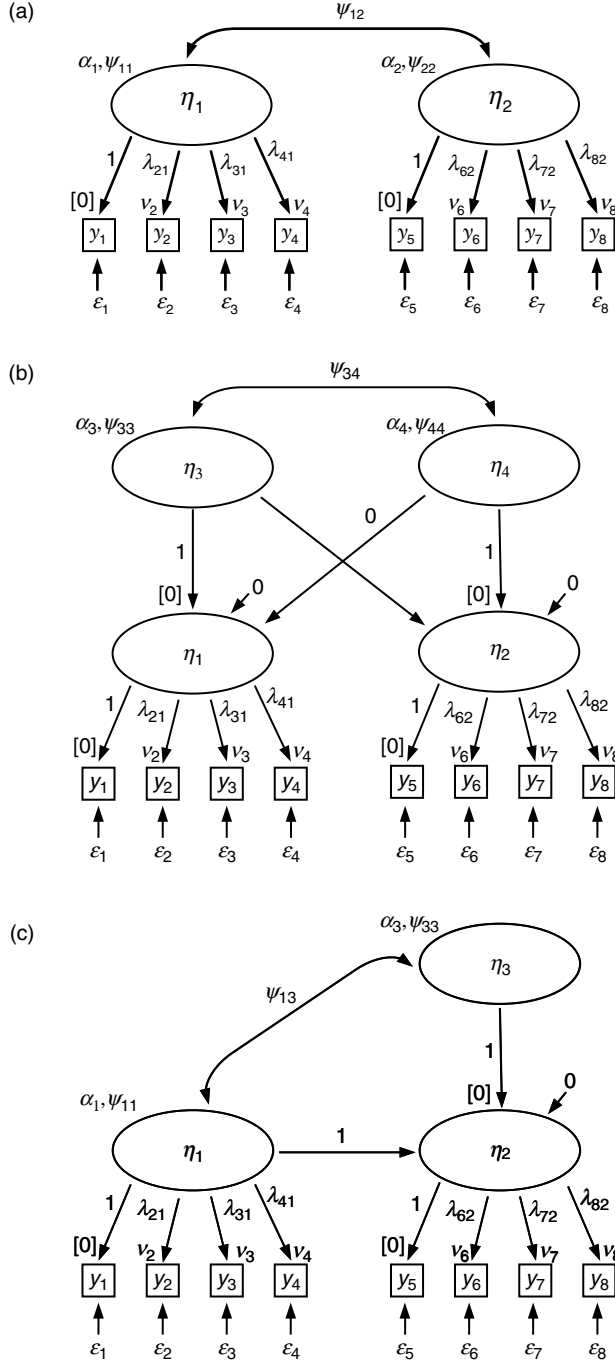 (a)
ψ12
α1,ψ11
α2,ψ22
η1
η2
1 λ21 λ31 λ41
1 λ62 λ72 λ82
[0] ν2 ν3 ν4
[0] ν6 ν7 ν8
y1 y2 y3 y4
y5 y6 y7 y8
ε1 ε2 ε3 ε4
ε5 ε6 ε7 ε8
(b)
ψ34
α3,ψ33
α4,ψ44
η3
η4
0
1
1
[0] 0
[0] 0
η1
η2
1 λ21 λ31 λ41
1 λ62 λ72 λ82
[0] ν2 ν3 ν4
[0] ν6 ν7 ν8
y1 y2 y3 y4
y5 y6 y7 y8
ε1 ε2 ε3 ε4
ε5 ε6 ε7 ε8
(c)
α3,ψ33
η3
ψ13
1
[0] 0
α1,ψ11
η1
1
η2
1 λ21 λ31 λ41
1 λ62 λ72 λ82
[0] ν2 ν3 ν4
[0] ν6 ν7 ν8
y1 y2 y3 y4
y5 y6 y7 y8
ε1 ε2 ε3 ε4
ε5 ε6 ε7 ε8